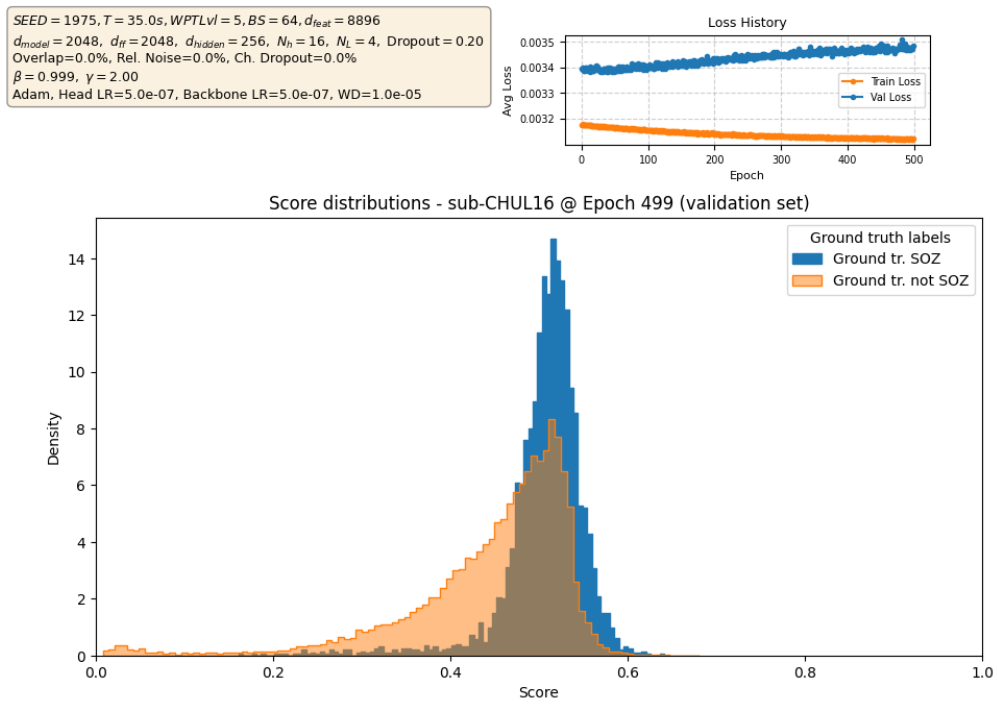 SEED = 1975, T = 35.0s, WPTLvl = 5, BS = 64, d_feat = 8896
d_model = 2048, d_ff = 2048, d_hidden = 256, N_h = 16, N_L = 4, Dropout = 0.20
Overlap=0.0%, Rel. Noise=0.0%, Ch. Dropout=0.0%
β = 0.999, γ = 2.00
Adam, Head LR=5.0e-07, Backbone LR=5.0e-07, WD=1.0e-05
Loss History
0.0035
0.0034
0.0033
0.0032
Avg Loss
Train Loss
Val Loss
0 100 200 300 400 500
Epoch
Score distributions - sub-CHUL16 @ Epoch 499 (validation set)
Ground truth labels
Ground tr. SOZ
Ground tr. not SOZ
14
12
10
8
6
4
2
0
Density
0.0 0.2 0.4 0.6 0.8 1.0
Score